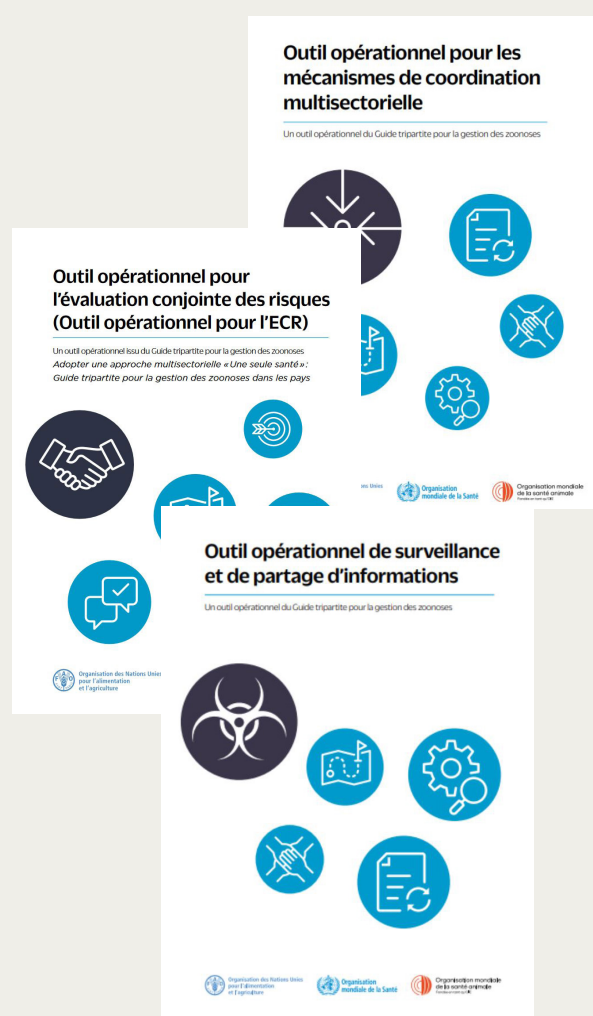 Outil opérationnel pour les
mécanismes de coordination
multisectorielle
Un outil opérationnel du Guide tripartite pour la gestion des zoonoses
Organisation
mondiale de la Santé
Organisation mondiale
de la santé animale
Outil opérationnel pour
l'évaluation conjointe des risques
(Outil opérationnel pour l'ECR)
Un outil opérationnel issu du Guide tripartite pour la gestion des zoonoses
Adopter une approche multisectorielle «Une seule santé»:
Guide tripartite pour la gestion des zoonoses dans les pays
Organisation des Nations Unies
pour l'alimentation
et l'agriculture
Outil opérationnel de surveillance
et de partage d'informations
Un outil opérationnel du Guide tripartite pour la gestion des zoonoses
Organisation des Nations Unies
pour l'alimentation
et l'agriculture
Organisation
mondiale de la Santé
Organisation mondiale
de la santé animale